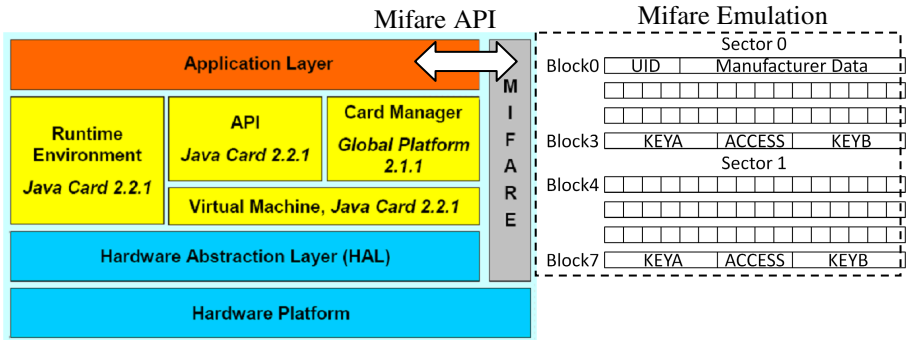 Mifare API
Mifare Emulation
Application Layer
Runtime
Environment
Java Card 2.2.1
API
Java Card 2.2.1
Card Manager
Global Platform
2.1.1
Virtual Machine, Java Card 2.2.1
Hardware Abstraction Layer (HAL)
Hardware Platform
M
I
F
A
R
E
Sector 0
Block0 UID Manufacturer Data
Block3 KEYA ACCESS KEYB
Sector 1
Block4
Block7 KEYA ACCESS KEYB